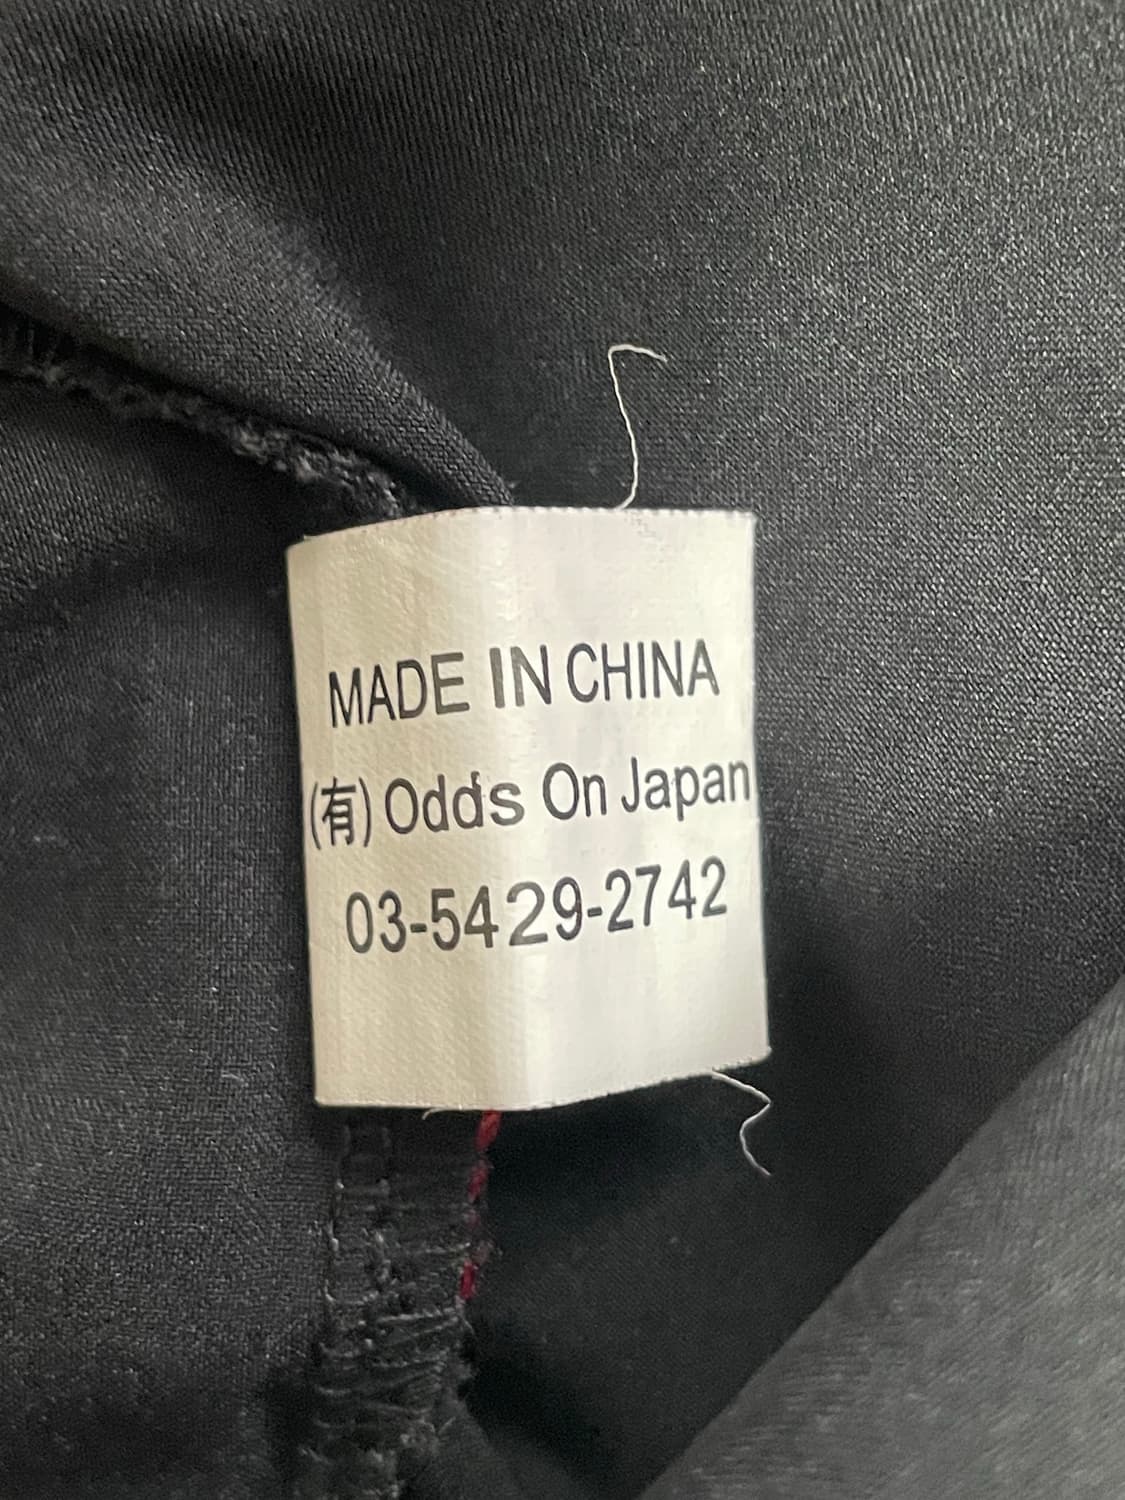 MADE IN CHINA
(有) Odds On Japan
03-5429-2742